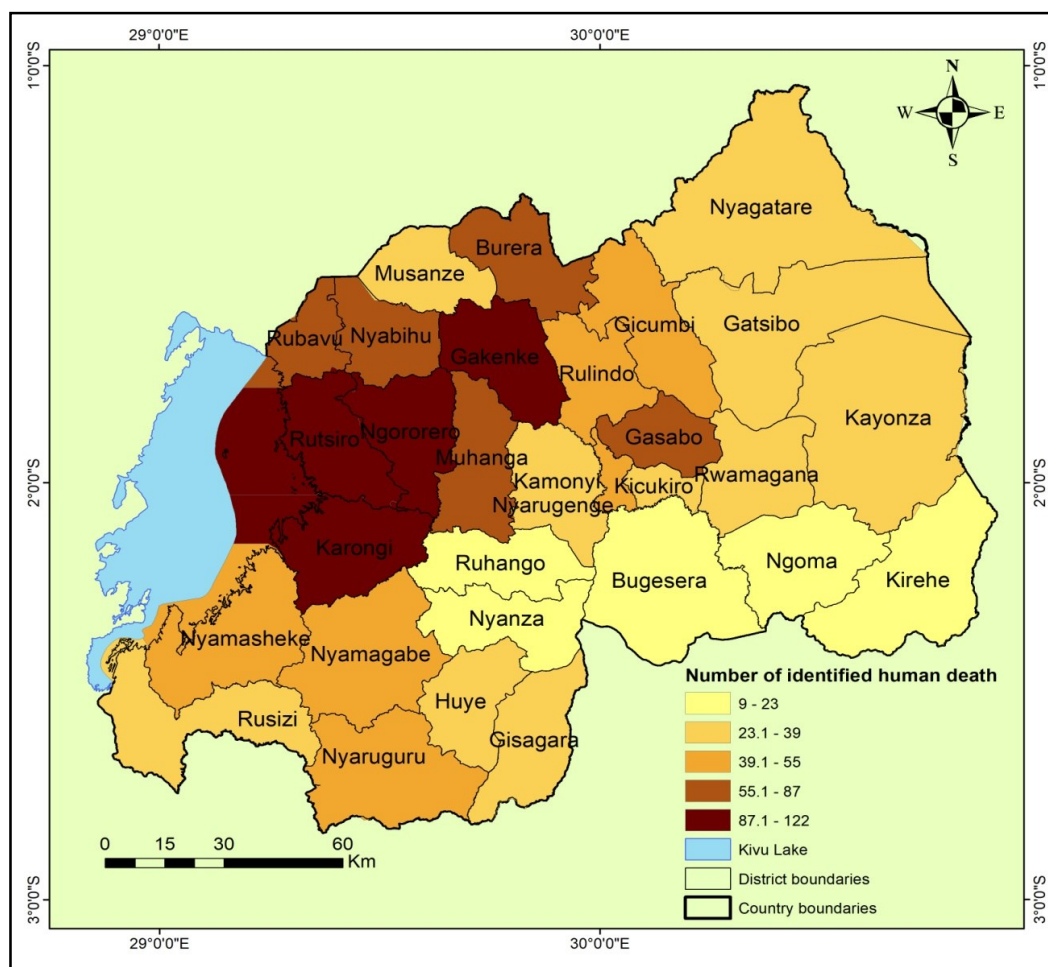 29°0'0"E
30°0'0"E
1°0'0"S
1°0'0"S
N
W
E
S
Nyagatare
Burera
Musanze
Gicumbi
Gatsibo
Rubavu
Nyabihu
Gakenke
Rulindo
Kayonza
Rutsiro
Ngororero
Gasabo
Muhanga
Rwamagana
Kamonyi
Kicukiro
2°0'0"S
2°0'0"S
Nyarugenge
Karongi
Ruhango
Ngoma
Bugesera
Kirehe
Nyanza
Nyamasheke
Nyamagabe
Huye
Rusizi
Gisagara
Nyaruguru
Number of identified human death
9 - 23
23.1 - 39
39.1 - 55
55.1 - 87
87.1 - 122
Kivu Lake
District boundaries
Country boundaries
0 15 30 60
Km
3°0'0"S
3°0'0"S
29°0'0"E
30°0'0"E